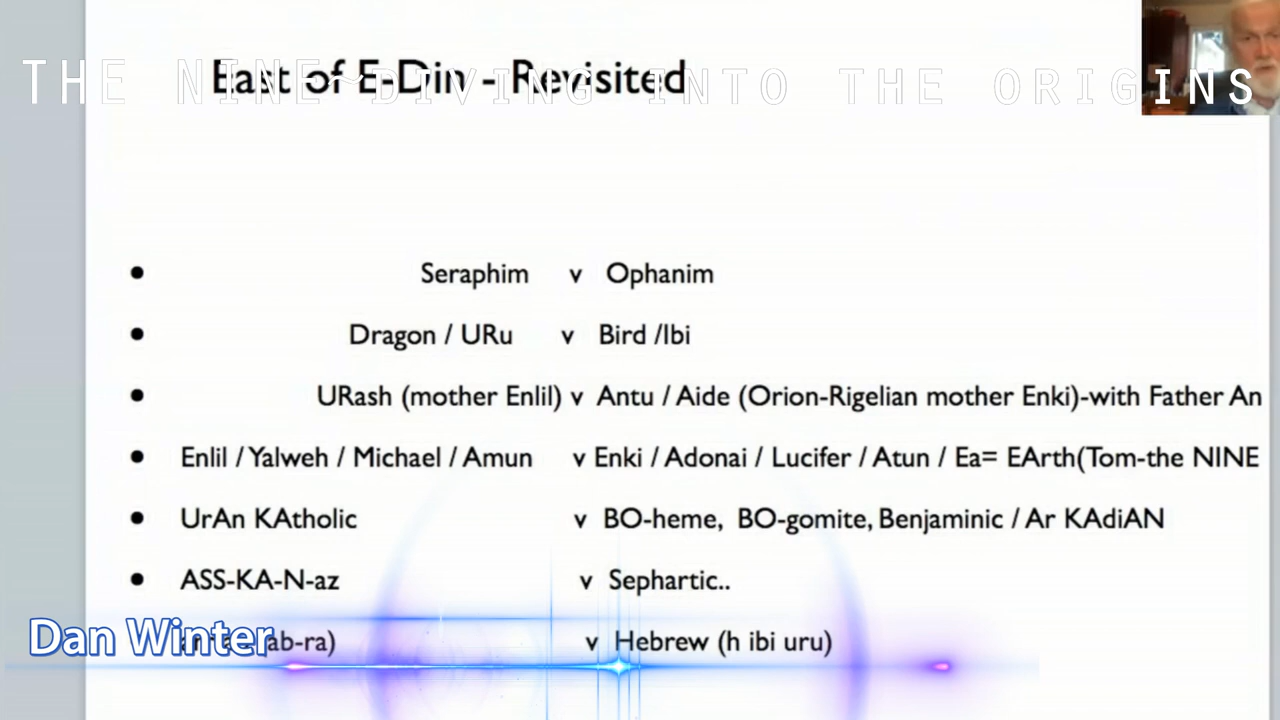 THE NINE~DIVING INTO THE ORIGINS
East of E-Din - Revisited
Seraphim v Ophanim
Dragon / URu v Bird /Ibi
URash (mother Enlil) v Antu / Aide (Orion-Rigelian mother Enki)-with Father An
Enlil / Yalweh / Michael / Amun v Enki / Adonai / Lucifer / Atun / Ea= EArth(Tom-the NINE
UrAn KAtholic v BO-heme, BO-gomite, Benjaminic / Ar KAdiAN
ASS-KA-N-az v Sephartic..
Dan Winter
ab-ra) v Hebrew (h ibi uru)